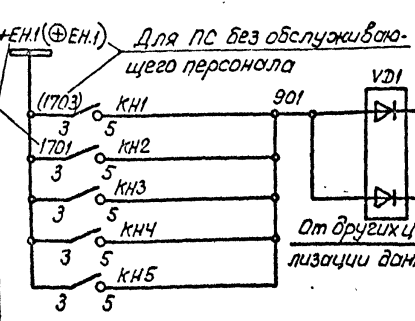 +ЕН.1(⊕ЕН.1)
Для ПС без обслуживаю-
щего персонала
VD1
(1703)
КН1
901
3
5
1701
КН2
3
5
КН3
3
5
КН4
3
5
КН5
3
5
От других ц
лизации дан